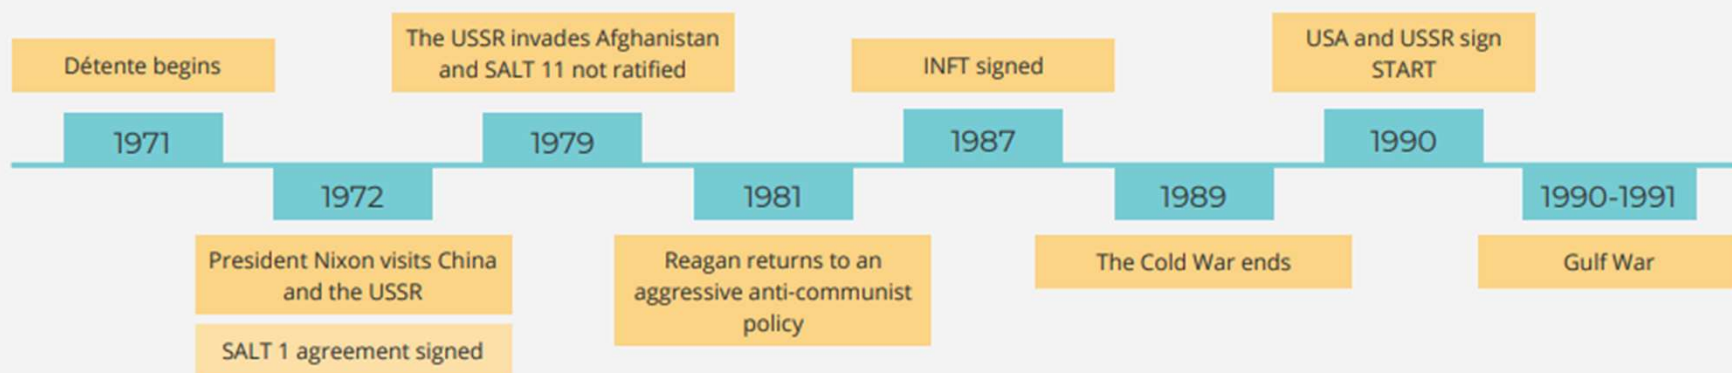 Détente begins
1971
1972
President Nixon visits China
and the USSR
SALT 1 agreement signed
The USSR invades Afghanistan
and SALT 11 not ratified
1979
1981
Reagan returns to an
aggressive anti-communist
policy
INFT signed
1987
1989
The Cold War ends
USA and USSR sign
START
1990
1990-1991
Gulf War